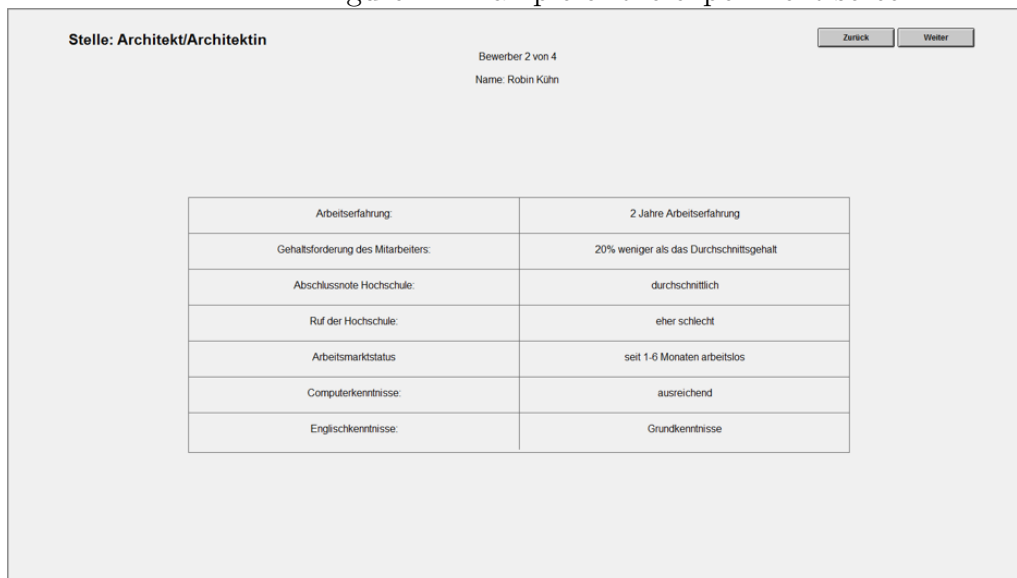 Stelle: Architekt/Architektin
Zurück Weiter
Bewerber 2 von 4
Name: Robin Kühn
Arbeitserfahrung: 2 Jahre Arbeitserfahrung
Gehaltsforderung des Mitarbeiters: 20% weniger als das Durchschnittsgehalt
Abschlussnote Hochschule: durchschnittlich
Ruf der Hochschule: eher schlecht
Arbeitsmarktstatus seit 1-6 Monaten arbeitslos
Computerkenntnisse: ausreichend
Englischkenntnisse: Grundkenntnisse